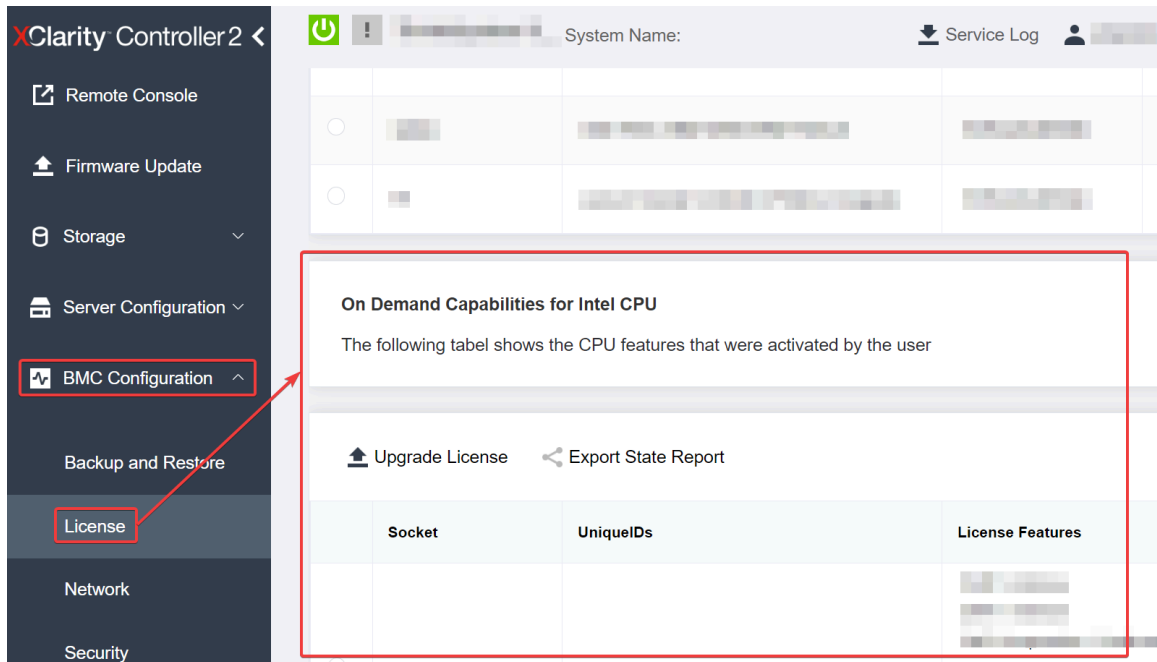 XClarity Controller 2
System Name:
Service Log
Remote Console
Firmware Update
Storage
Server Configuration
BMC Configuration
Backup and Restore
License
Network
Security
On Demand Capabilities for Intel CPU
The following tabel shows the CPU features that were activated by the user
Upgrade License
Export State Report
Socket
UniqueIDs
License Features